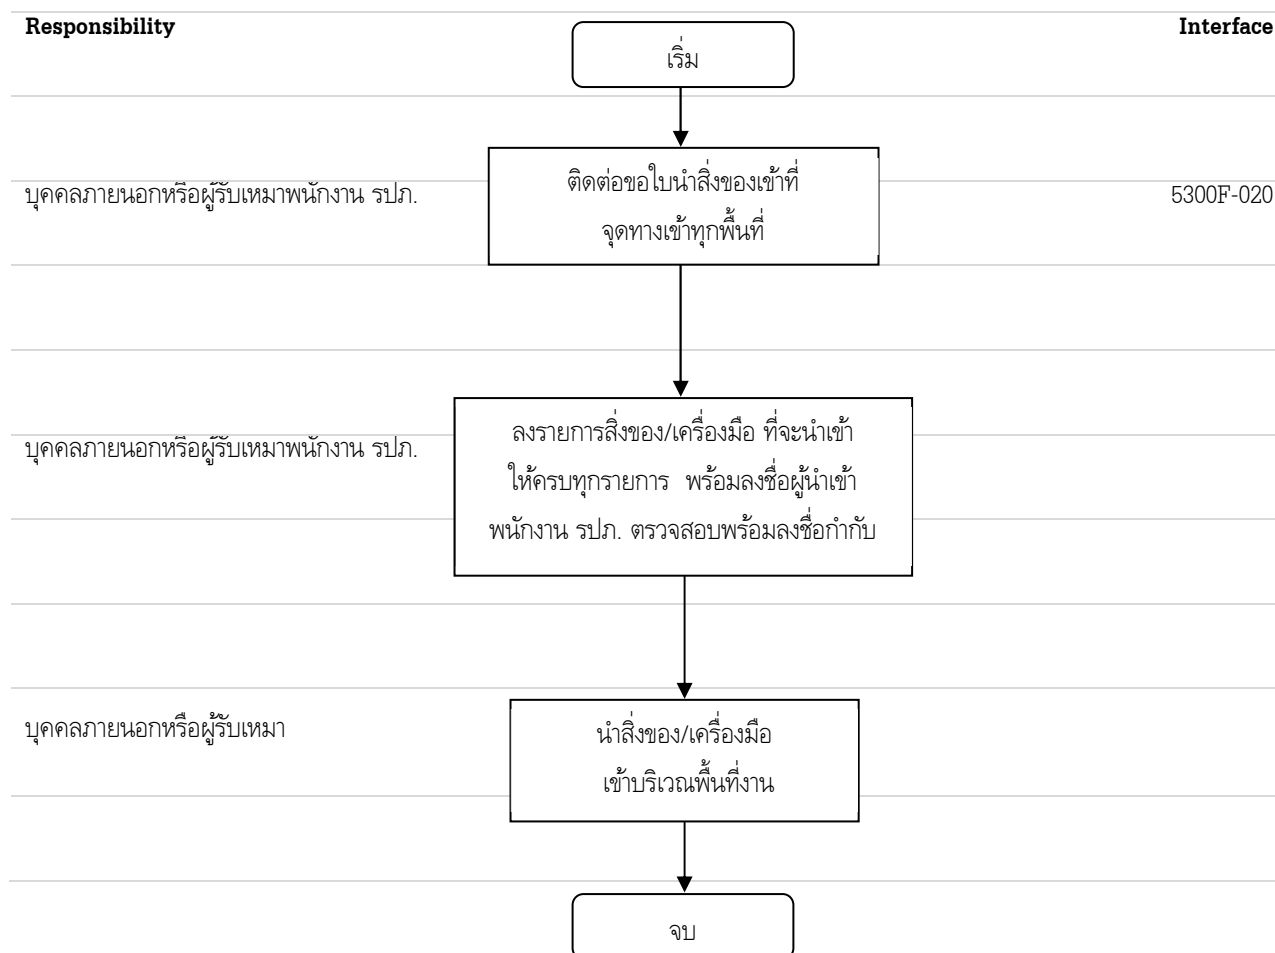 Responsibility
Interface
เริ่ม
ติดต่อขอใบนำสิ่งของเข้าที่
จุดทางเข้าทุกพื้นที่
บุคคลภายนอกหรือผู้รับเหมาพนักงาน รปภ.
5300F-020
ลงรายการสิ่งของ/เครื่องมือ ที่จะนำเข้า
ให้ครบทุกรายการ พร้อมลงชื่อผู้นำเข้า
พนักงาน รปภ. ตรวจสอบพร้อมลงชื่อกำกับ
บุคคลภายนอกหรือผู้รับเหมาพนักงาน รปภ.
บุคคลภายนอกหรือผู้รับเหมา
นำสิ่งของ/เครื่องมือ
เข้าบริเวณพื้นที่งาน
จบ